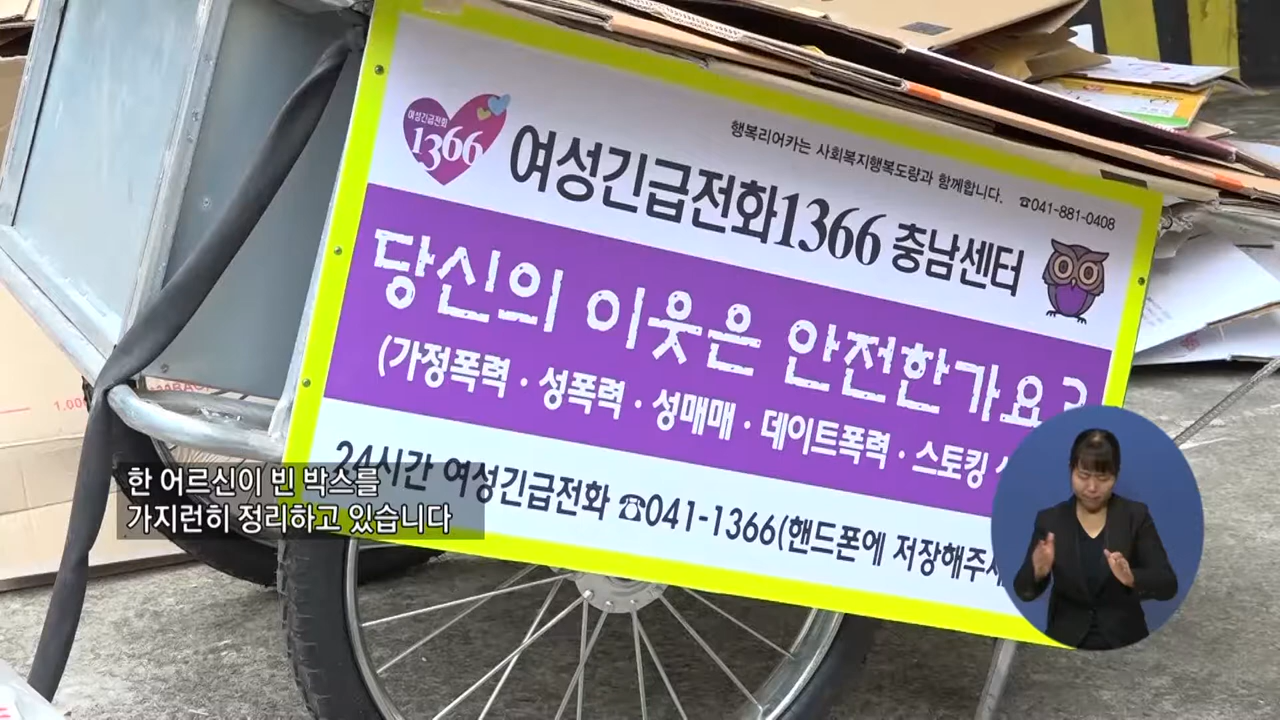 여성긴급전화
1366
행복리어카는 사회복지행복도량과 함께합니다. ☎041-881-0408
여성긴급전화1366 충남센터
당신의 이웃은 안전한가요?
(가정폭력 · 성폭력 · 성매매 · 데이트폭력 · 스토킹
24시간 여성긴급전화 ☎041-1366(핸드폰에 저장해주세
한 어르신이 빈 박스를
가지런히 정리하고 있습니다